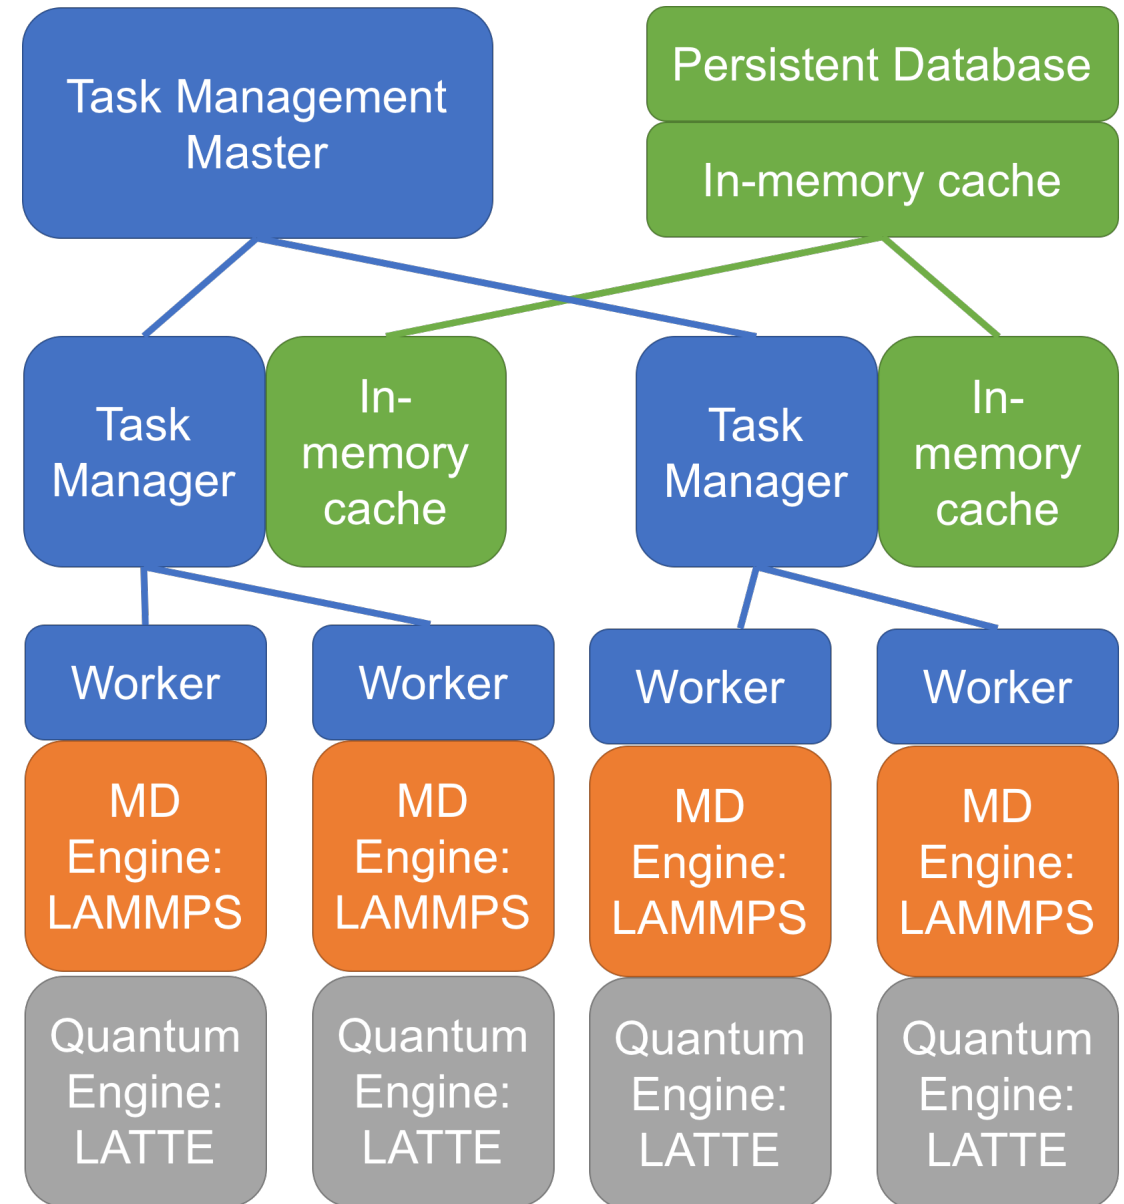 Task Management
Master
Persistent Database
In-memory cache
Task
Manager
In-
memory
cache
Task
Manager
In-
memory
cache
Worker
Worker
Worker
Worker
MD
Engine:
LAMMPS
MD
Engine:
LAMMPS
MD
Engine:
LAMMPS
MD
Engine:
LAMMPS
Quantum
Engine:
LATTE
Quantum
Engine:
LATTE
Quantum
Engine:
LATTE
Quantum
Engine:
LATTE